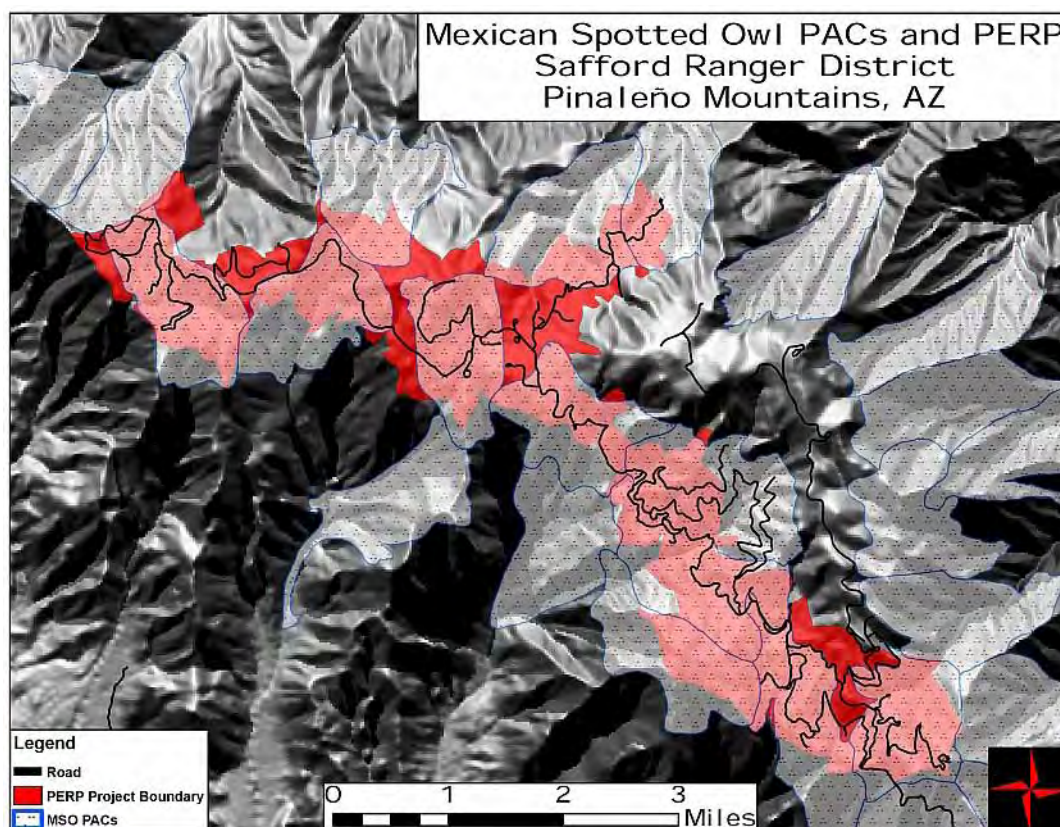 Mexican Spotted Owl PACs and PERP
Safford Ranger District
Pinaleño Mountains, AZ
Legend
Road
PERP Project Boundary
MSO PACs
0 1 2 3
Miles